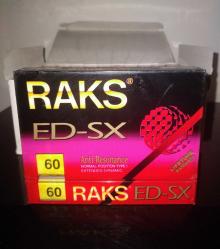 RAKS®
ED-SX
Anti Resonance
NORMAL POSITION TYPE I
EXTENDED DYNAMIC
60
60 RAKS ED-SX